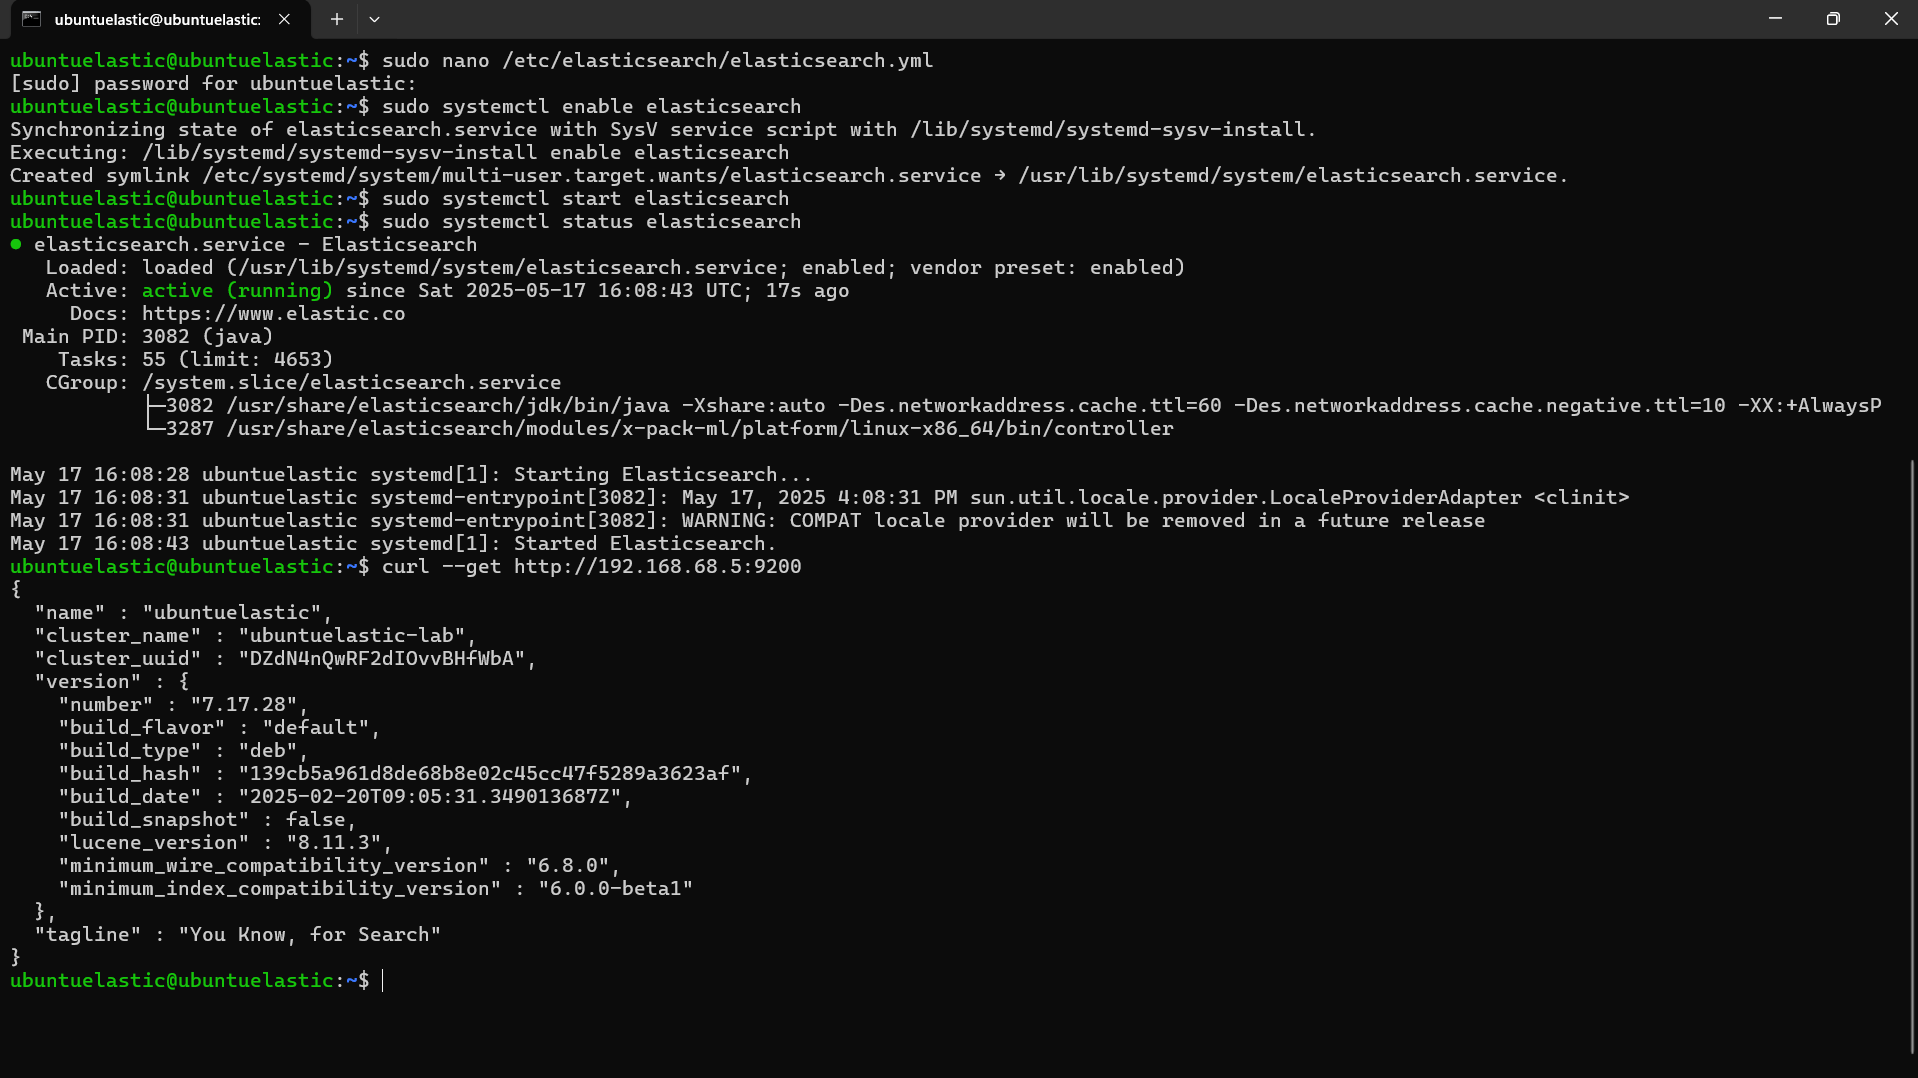 ubuntuelastic@ubuntuelastic:
ubuntuelastic@ubuntuelastic:~$ sudo nano /etc/elasticsearch/elasticsearch.yml
[sudo] password for ubuntuelastic:
ubuntuelastic@ubuntuelastic:~$ sudo systemctl enable elasticsearch
Synchronizing state of elasticsearch.service with SysV service script with /lib/systemd/systemd-sysv-install.
Executing: /lib/systemd/systemd-sysv-install enable elasticsearch
Created symlink /etc/systemd/system/multi-user.target.wants/elasticsearch.service → /usr/lib/systemd/system/elasticsearch.service.
ubuntuelastic@ubuntuelastic:~$ sudo systemctl start elasticsearch
ubuntuelastic@ubuntuelastic:~$ sudo systemctl status elasticsearch
● elasticsearch.service - Elasticsearch
   Loaded: loaded (/usr/lib/systemd/system/elasticsearch.service; enabled; vendor preset: enabled)
   Active: active (running) since Sat 2025-05-17 16:08:43 UTC; 17s ago
     Docs: https://www.elastic.co
 Main PID: 3082 (java)
    Tasks: 55 (limit: 4653)
   CGroup: /system.slice/elasticsearch.service
           ├─3082 /usr/share/elasticsearch/jdk/bin/java -Xshare:auto -Des.networkaddress.cache.ttl=60 -Des.networkaddress.cache.negative.ttl=10 -XX:+AlwaysP
           └─3287 /usr/share/elasticsearch/modules/x-pack-ml/platform/linux-x86_64/bin/controller
May 17 16:08:28 ubuntuelastic systemd[1]: Starting Elasticsearch...
May 17 16:08:31 ubuntuelastic systemd-entrypoint[3082]: May 17, 2025 4:08:31 PM sun.util.locale.provider.LocaleProviderAdapter <clinit>
May 17 16:08:31 ubuntuelastic systemd-entrypoint[3082]: WARNING: COMPAT locale provider will be removed in a future release
May 17 16:08:43 ubuntuelastic systemd[1]: Started Elasticsearch.
ubuntuelastic@ubuntuelastic:~$ curl --get http://192.168.68.5:9200
{
  "name" : "ubuntuelastic",
  "cluster_name" : "ubuntuelastic-lab",
  "cluster_uuid" : "DZdN4nQwRF2dIOvvBHfWbA",
  "version" : {
    "number" : "7.17.28",
    "build_flavor" : "default",
    "build_type" : "deb",
    "build_hash" : "139cb5a961d8de68b8e02c45cc47f5289a3623af",
    "build_date" : "2025-02-20T09:05:31.349013687Z",
    "build_snapshot" : false,
    "lucene_version" : "8.11.3",
    "minimum_wire_compatibility_version" : "6.8.0",
    "minimum_index_compatibility_version" : "6.0.0-beta1"
  },
  "tagline" : "You Know, for Search"
}
ubuntuelastic@ubuntuelastic:~$